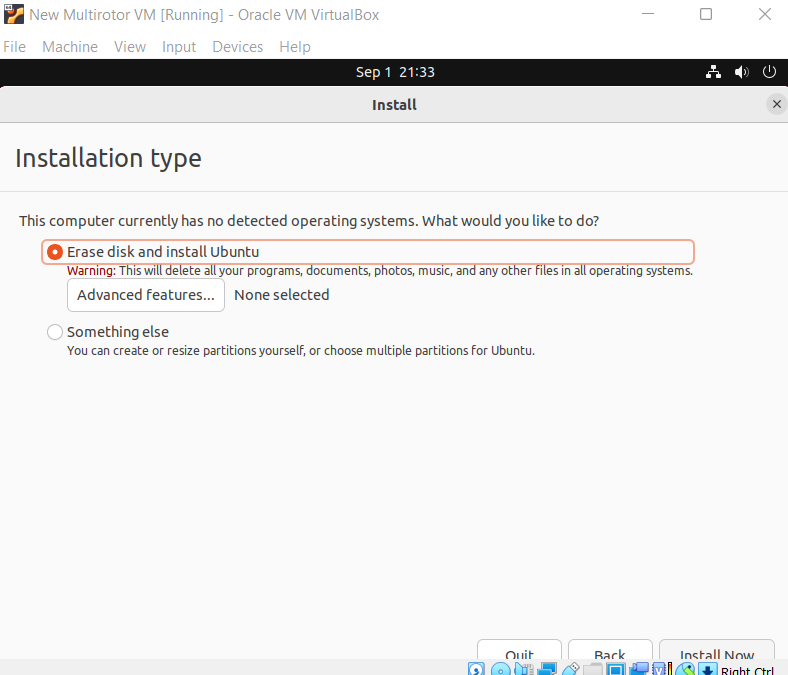 New Multirotor VM [Running] - Oracle VM VirtualBox
File Machine View Input Devices Help
Sep 1 21:33
Install
Installation type
This computer currently has no detected operating systems. What would you like to do?
Erase disk and install Ubuntu
Warning: This will delete all your programs, documents, photos, music, and any other files in all operating systems.
Advanced features... None selected
Something else
You can create or resize partitions yourself, or choose multiple partitions for Ubuntu.
Quit Back Install Now
Right Ctrl